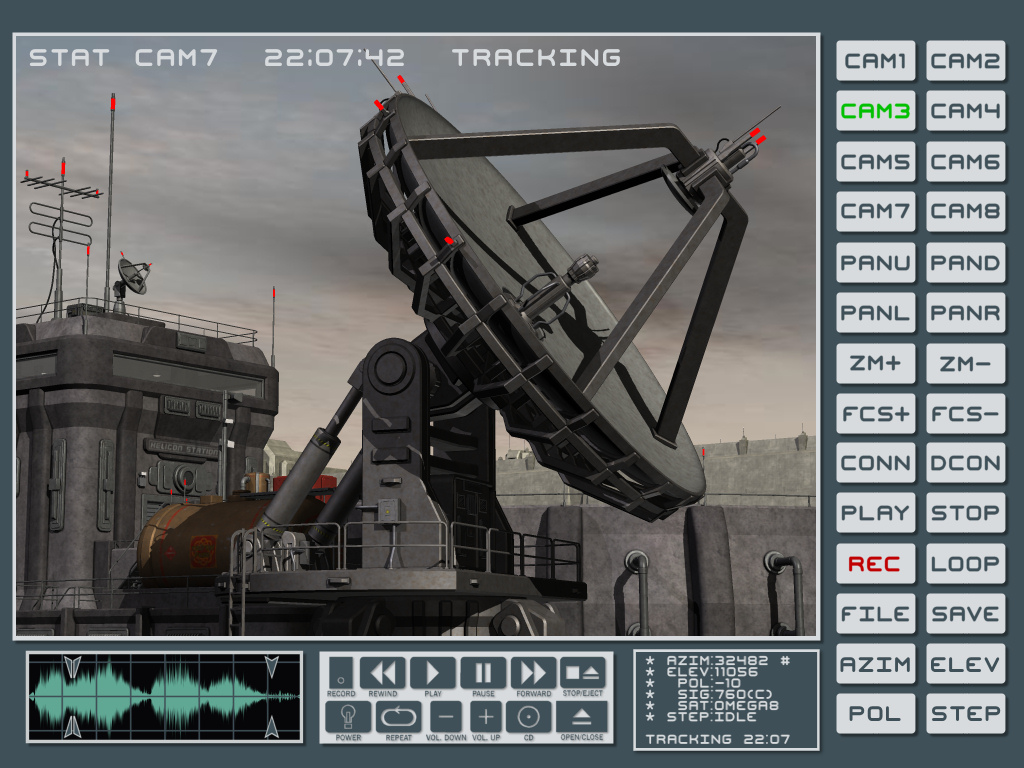 STAT CAM7 22:07:42 TRACKING
HELICON STATION
CAM1 CAM2
CAM3 CAM4
CAM5 CAM6
CAM7 CAM8
PANU PAND
PANL PANR
ZM+ ZM-
FCS+ FCS-
CONN DCON
PLAY STOP
REC LOOP
FILE SAVE
AZIM ELEV
POL STEP
RECORD REWIND PLAY PAUSE FORWARD STOP/EJECT
POWER REPEAT VOL. DOWN VOL. UP CD OPEN/CLOSE
* AZIM:32482 #
* ELEV:11056
* POL:-10
* SIG:760(C)
* SAT:OMEGA8
* STEP:IDLE
TRACKING 22:07